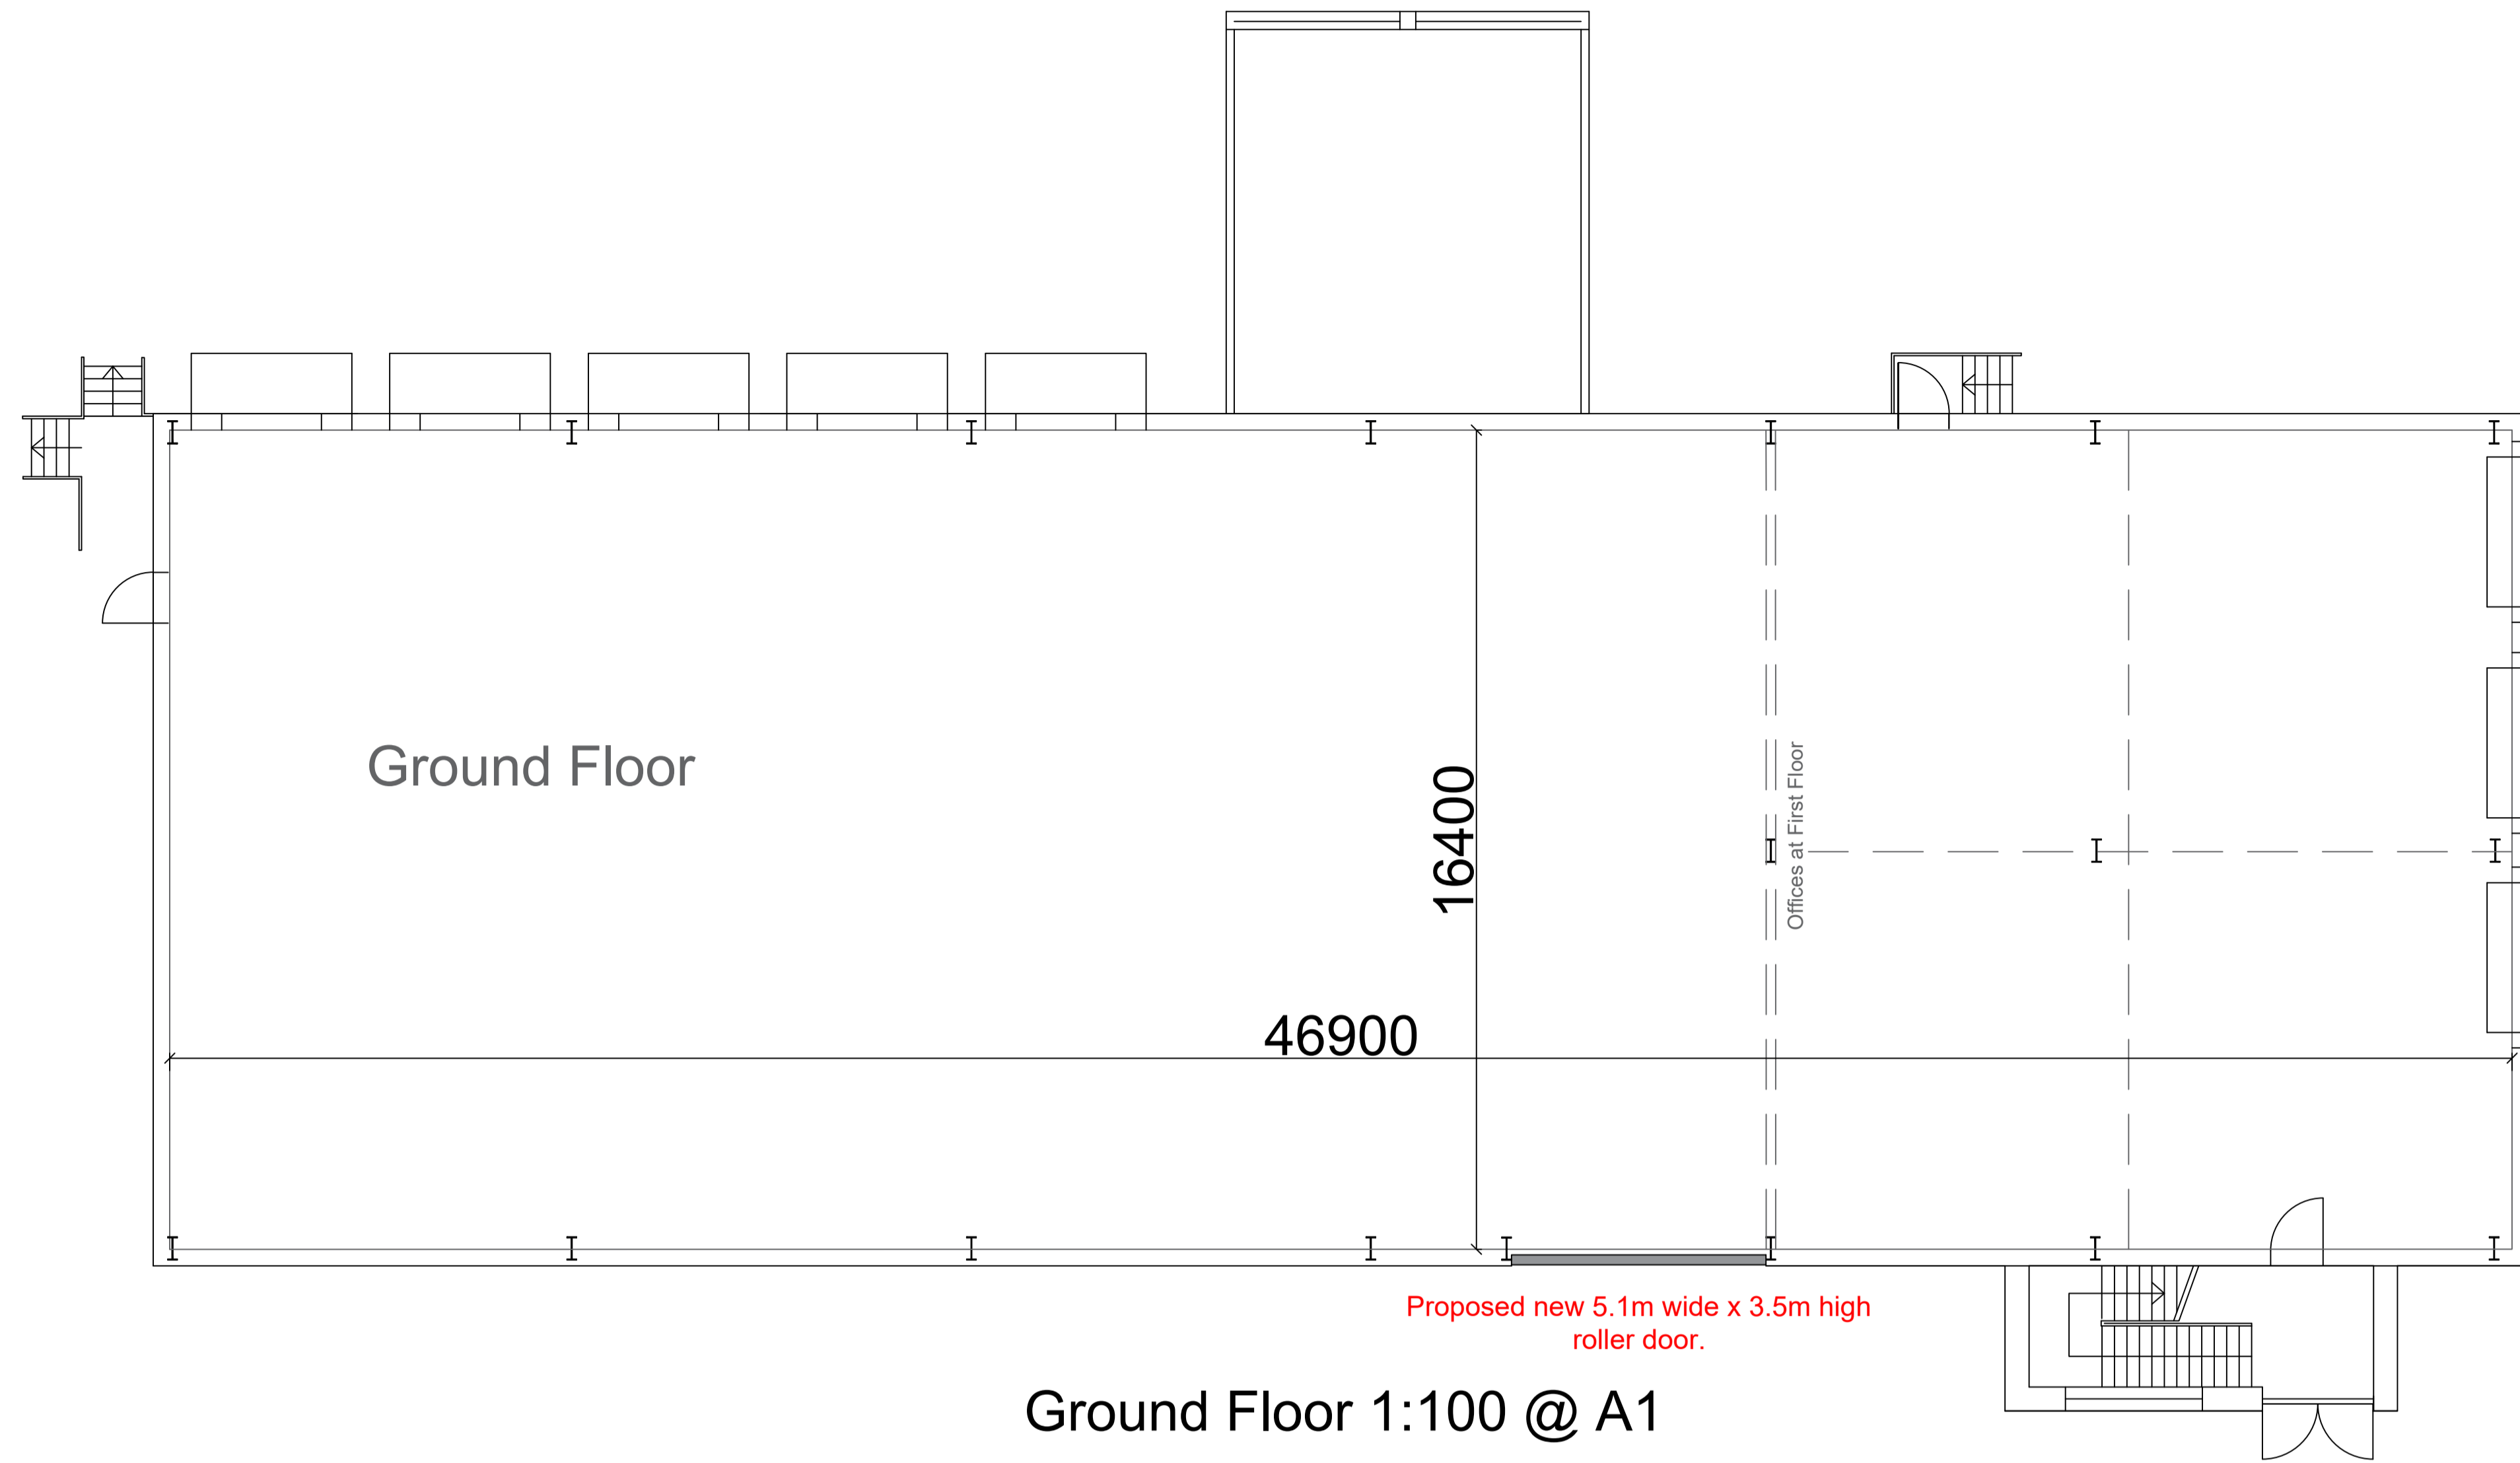 Ground Floor
16400
Offices at First Floor
46900
Proposed new 5.1m wide x 3.5m high
roller door.
Ground Floor 1:100 @ A1